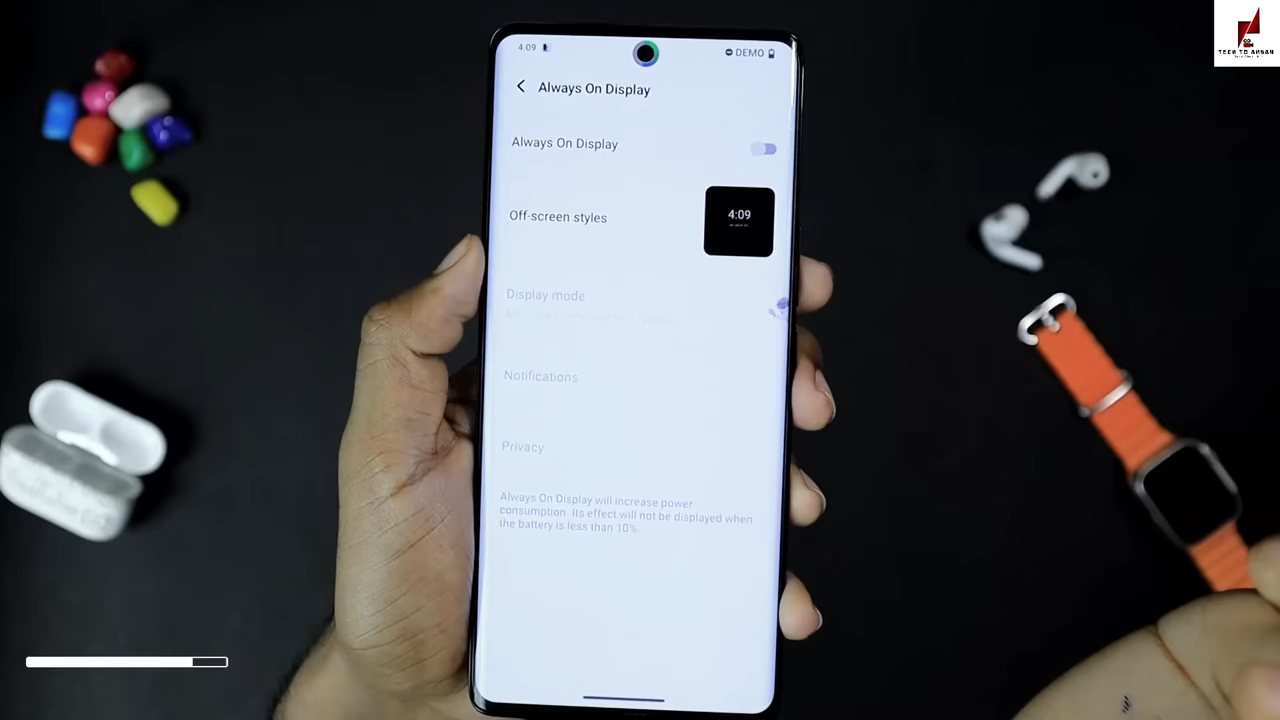 TECH TO AHSAN
4:09
DEMO
Always On Display
Always On Display
Off-screen styles
4:09
Display mode
Notifications
Privacy
Always On Display will increase power
consumption. Its effect will not be displayed when
the battery is less than 10%.